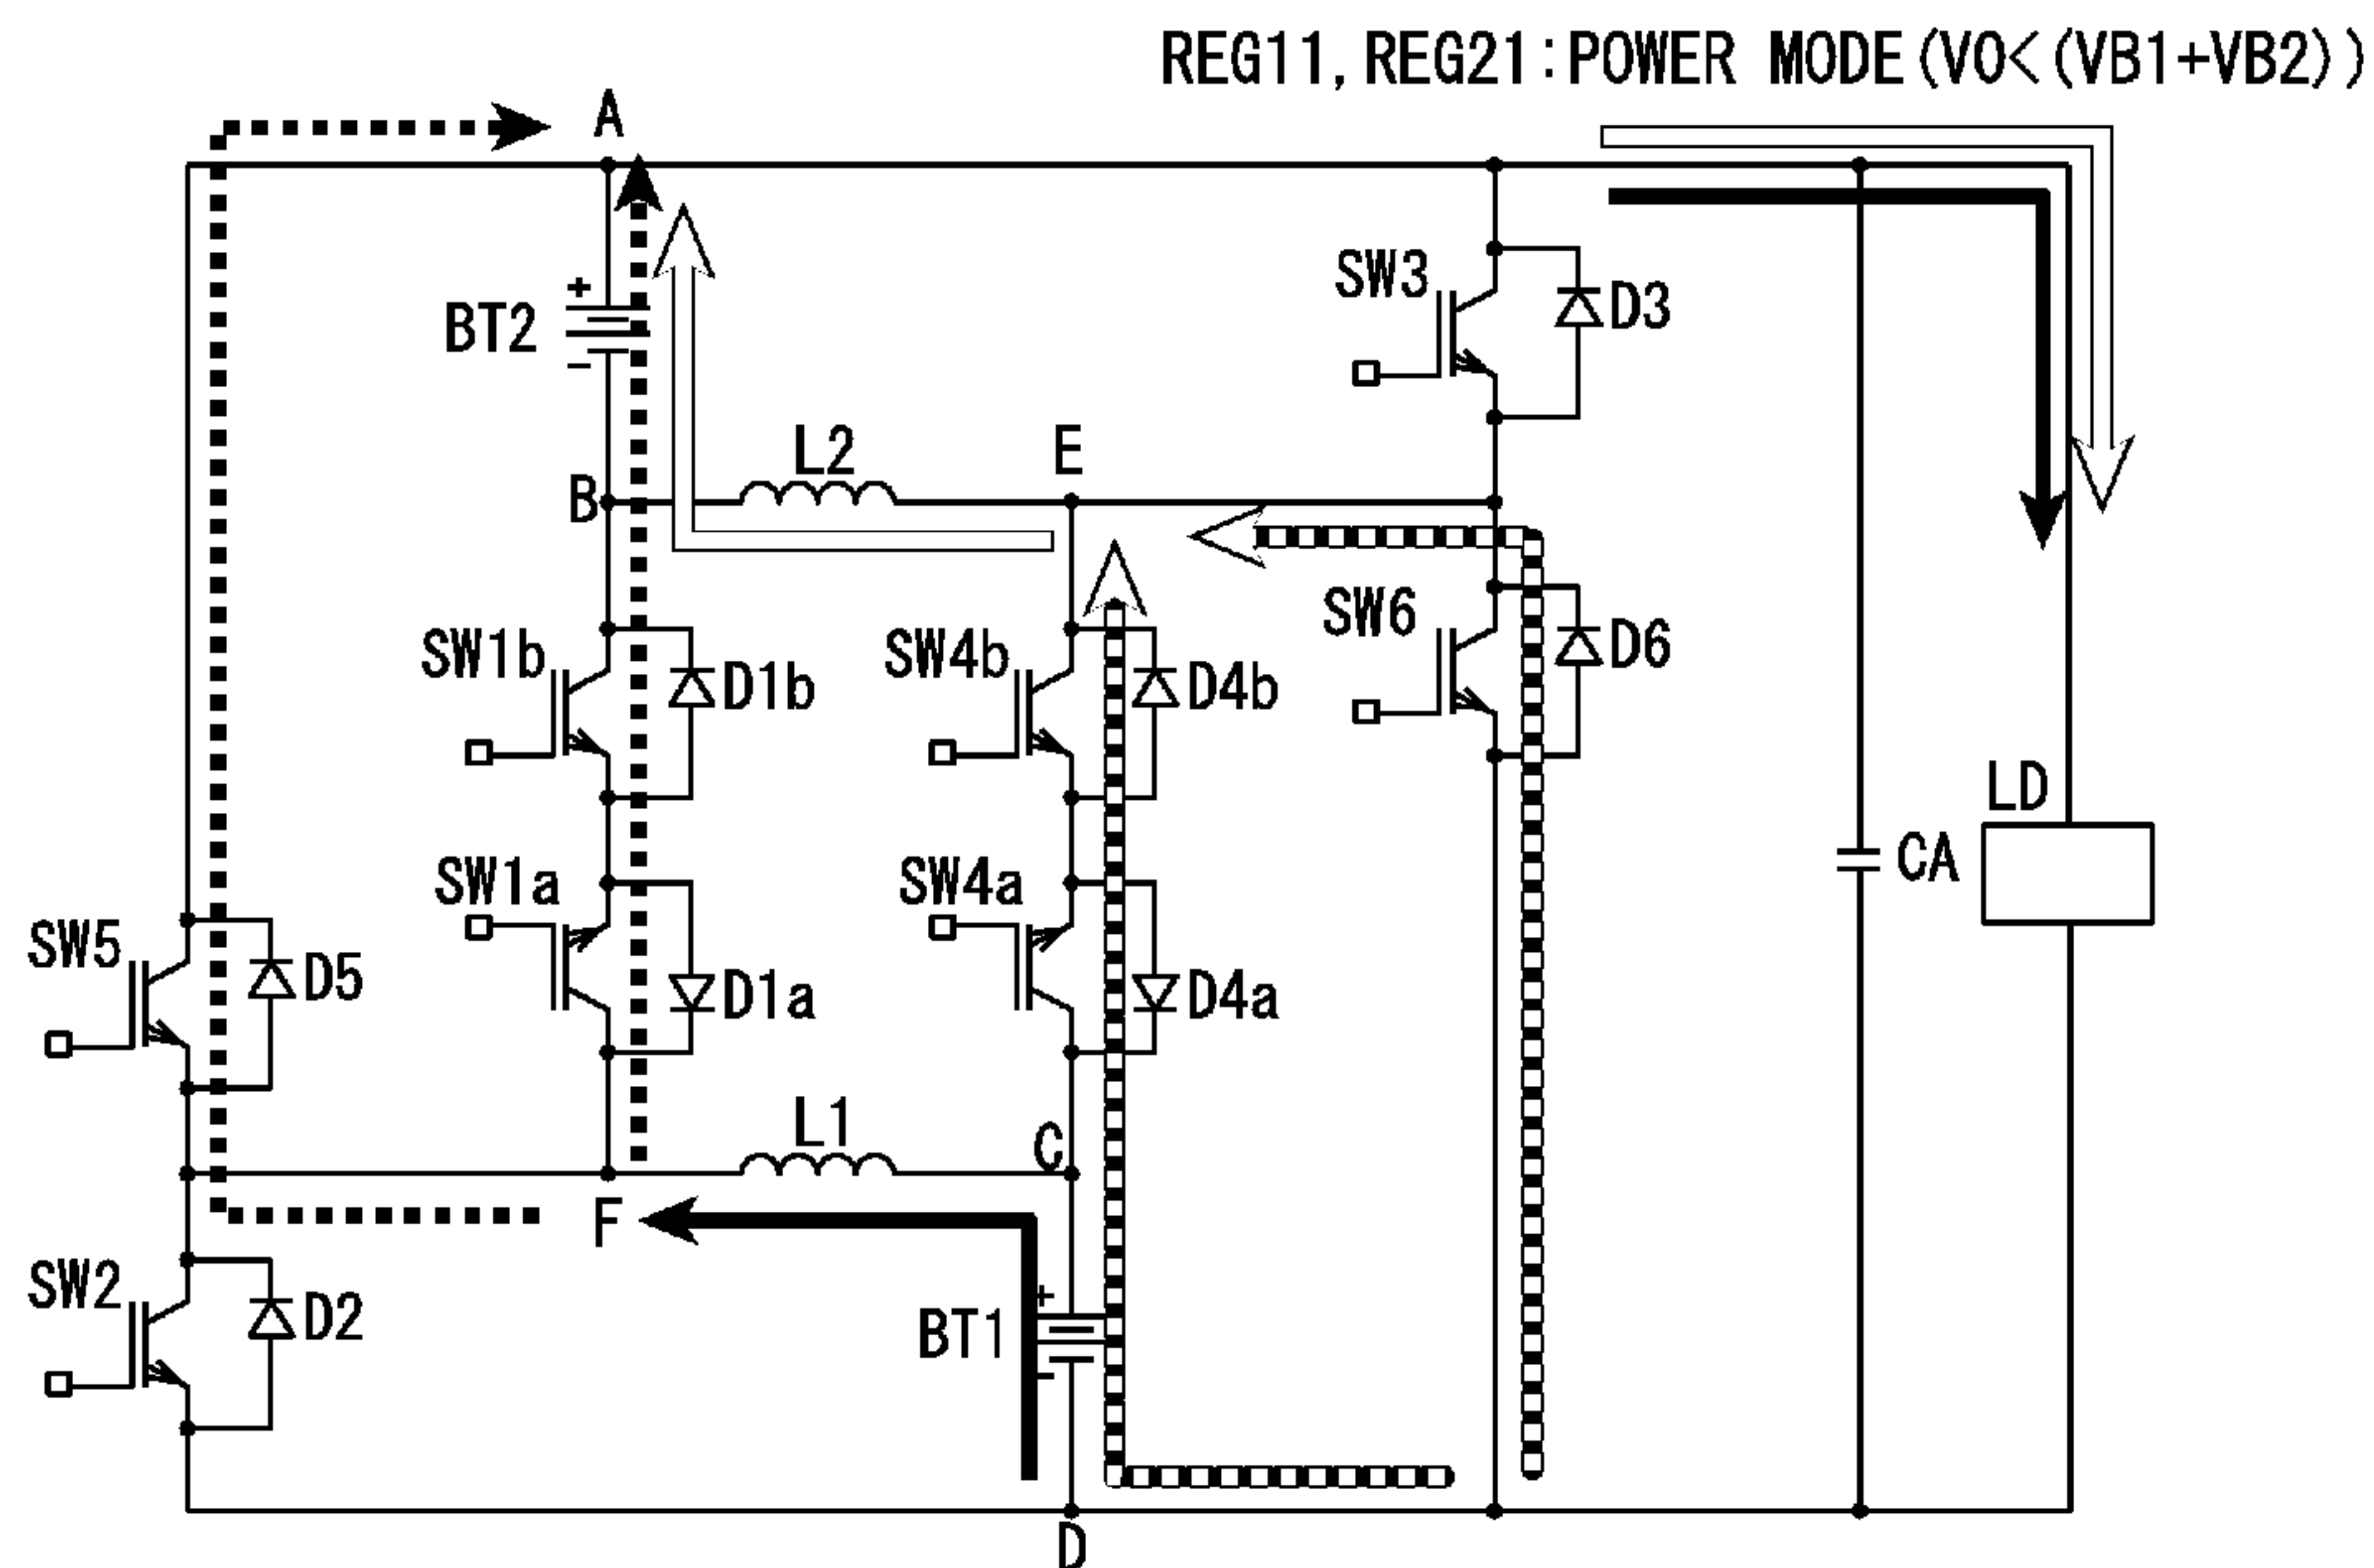 REG11,REG21:POWER MODE(VO<(VB1+VB2))
A
SW3
D3
BT2
+
−
L2
E
B
SW1b
D1b
SW4b
D4b
SW6
D6
LD
CA
SW1a
D1a
SW4a
D4a
SW5
D5
L1
C
F
SW2
D2
BT1
+
−
D